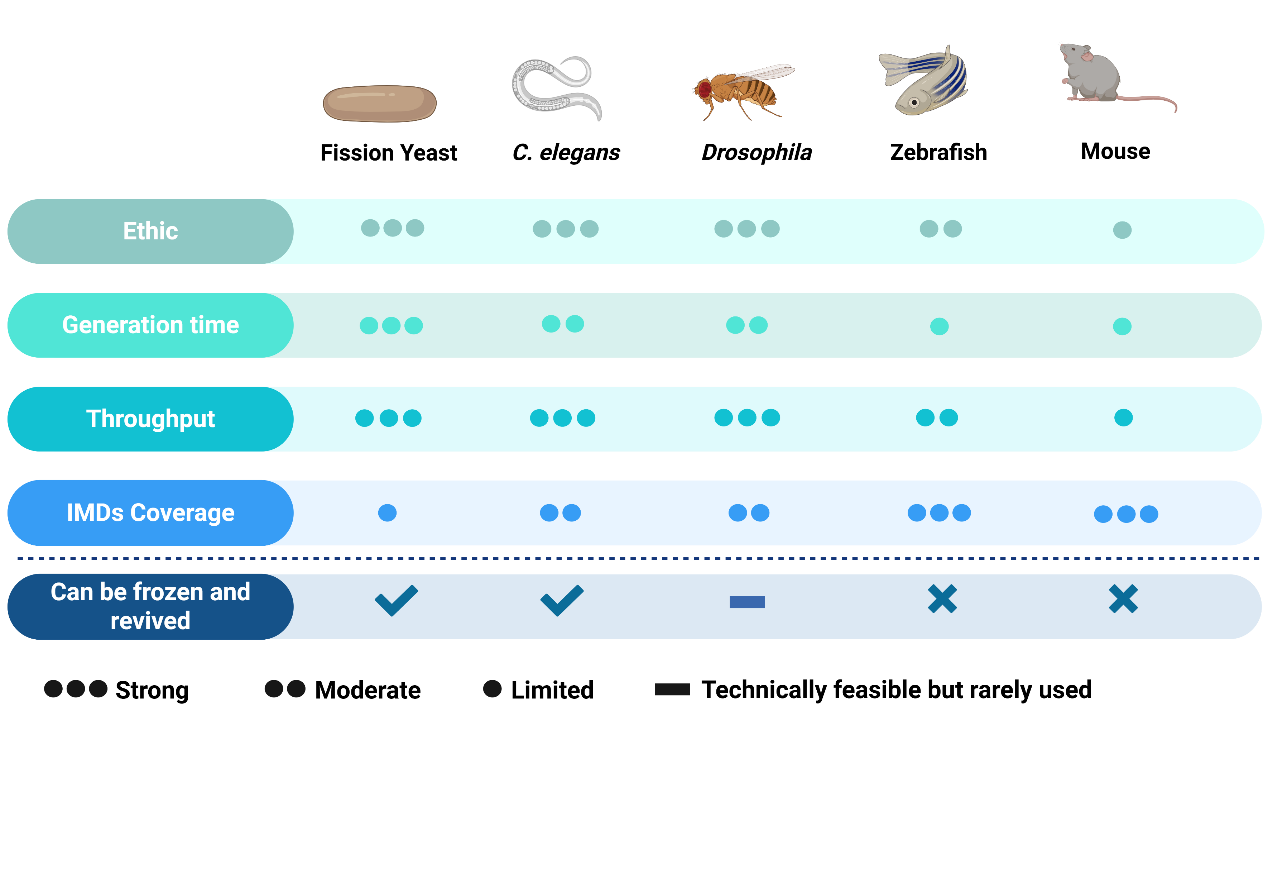 Fission Yeast C. elegans Drosophila Zebrafish Mouse
Ethic
Generation time
Throughput
IMDs Coverage
Can be frozen and
revived
Strong Moderate Limited Technically feasible but rarely used